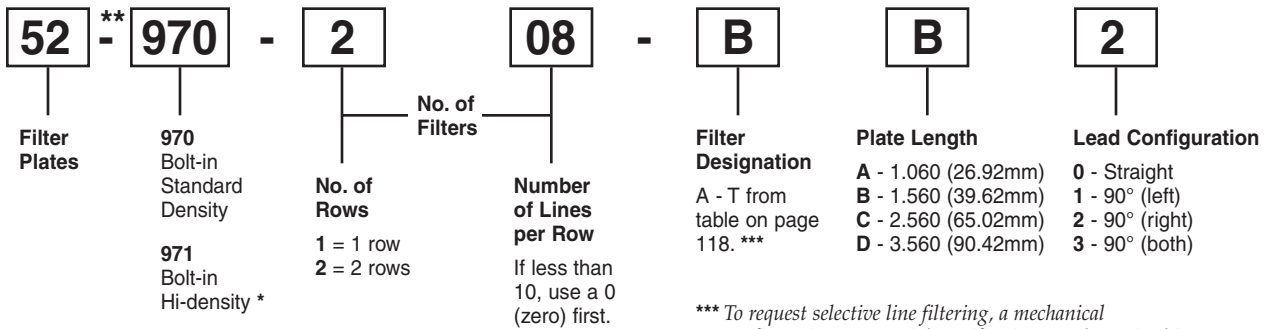 52 -** 970 - 2 08 - B B 2
Filter
Plates
970
Bolt-in
Standard
Density
971
Bolt-in
Hi-density *
No. of
Filters
No. of
Rows
1 = 1 row
2 = 2 rows
Number
of Lines
per Row
If less than
10, use a 0
(zero) first.
Filter
Designation
A - T from
table on page
118. ***
Plate Length
A - 1.060 (26.92mm)
B - 1.560 (39.62mm)
C - 2.560 (65.02mm)
D - 3.560 (90.42mm)
Lead Configuration
0 - Straight
1 - 90° (left)
2 - 90° (right)
3 - 90° (both)
*** To request selective line filtering, a mechanical